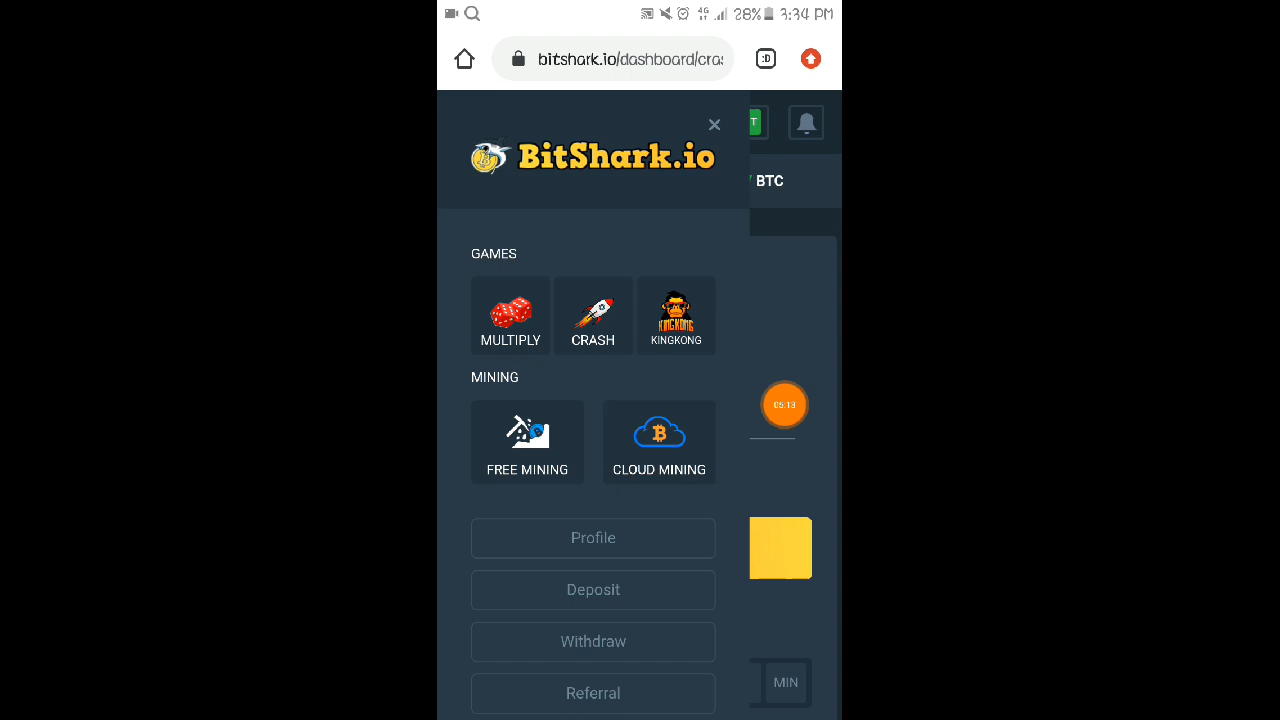 4G 28% 3:34 PM
bitshark.io/dashboard/cras
:D
BitShark.io
T
BTC
GAMES
MULTIPLY CRASH KINGKONG
KINGKONG
MINING
05:13
FREE MINING CLOUD MINING
Profile
Deposit
Withdraw
MIN
Referral